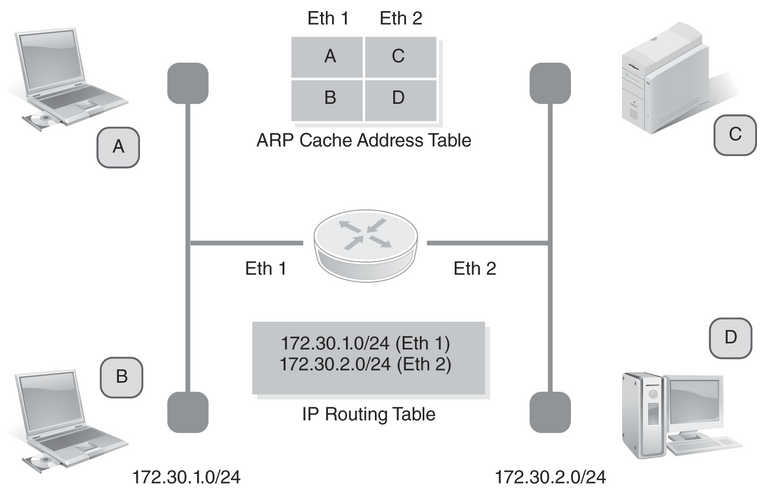 Eth 1 Eth 2
A C
B D
ARP Cache Address Table
A
C
Eth 1
Eth 2
172.30.1.0/24 (Eth 1)
172.30.2.0/24 (Eth 2)
IP Routing Table
B
D
172.30.1.0/24
172.30.2.0/24